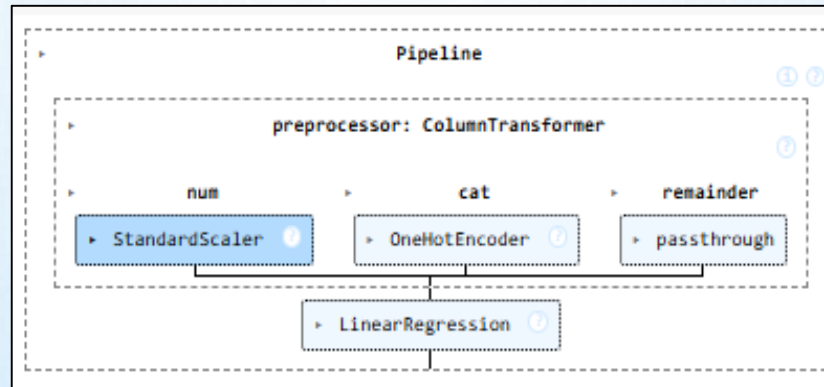 Pipeline
i ?
preprocessor: ColumnTransformer
?
num cat remainder
StandardScaler ? OneHotEncoder ? passthrough
LinearRegression ?